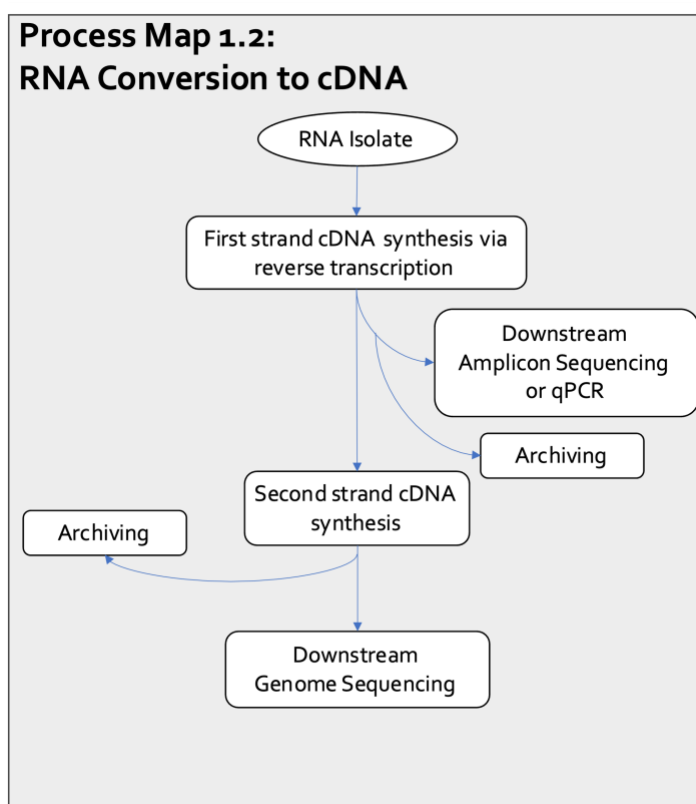 Process Map 1.2:
RNA Conversion to cDNA
RNA Isolate
First strand cDNA synthesis via
reverse transcription
Downstream
Amplicon Sequencing
or qPCR
Archiving
Second strand cDNA
synthesis
Archiving
Downstream
Genome Sequencing